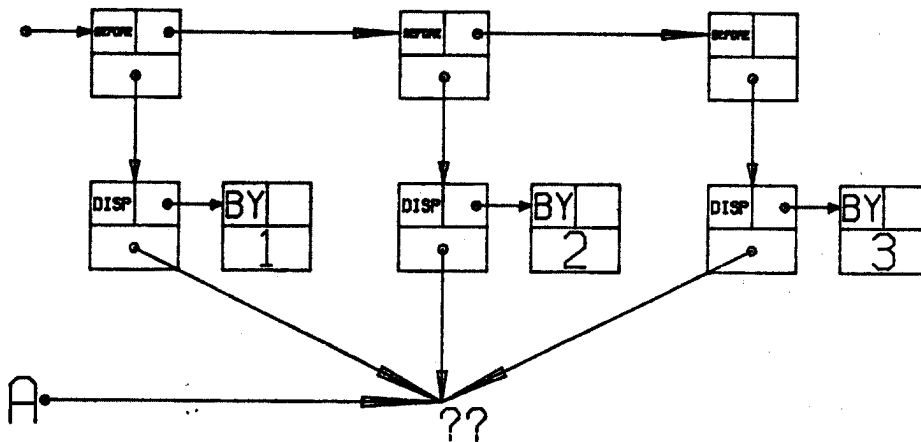 BEFORE BEFORE BEFORE
DISP BY DISP BY DISP BY
1 2 3
A
??